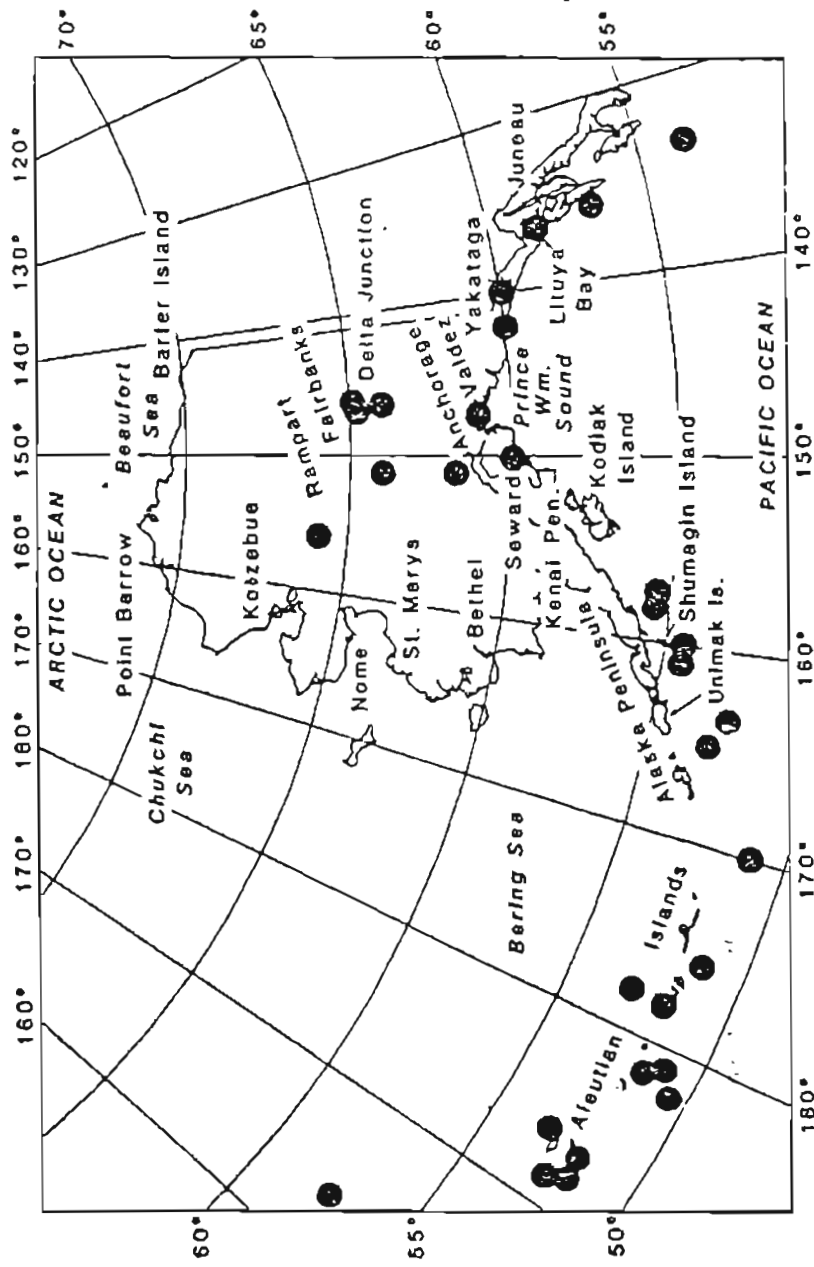 160° 170° 180° 170° 160° 150° 140° 130° 120°
70°
65°
60°
55°
ARCTIC OCEAN
Point Barrow
Beaufort
Sea
Barter Island
Chukchi
Sea
Kotzebue
Rampart
Fairbanks
Delta Junction
Nome
St. Marys
Anchorage
Valdez
Yakataga
Juneau
Bethel
Seward
Prince
Wm.
Sound
Lituya
Bay
Bering Sea
Kenai Pen.
Kodiak
Island
Alaska Peninsula
Shumagin Island
Unimak Is.
Aleutian
Islands
PACIFIC OCEAN
60°
55°
50°
180° 170° 160° 150° 140°